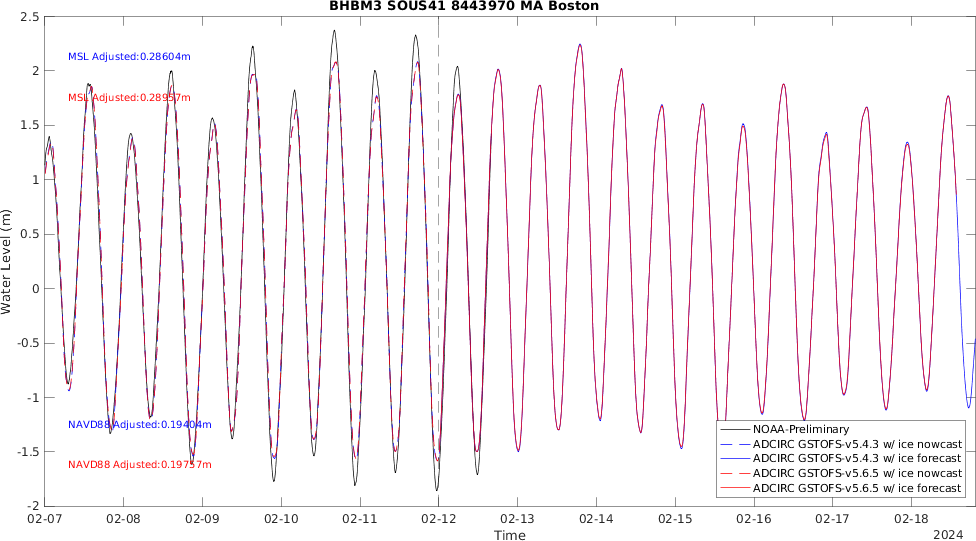 BHBM3 SOUS41 8443970 MA Boston
2.5
2
1.5
1
0.5
0
-0.5
-1
-1.5
-2
Water Level (m)
MSL Adjusted:0.28604m
MSL Adjusted:0.28957m
NAVD88 Adjusted:0.19404m
NAVD88 Adjusted:0.19757m
NOAA-Preliminary
ADCIRC GSTOFS-v5.4.3 w/ ice nowcast
ADCIRC GSTOFS-v5.4.3 w/ ice forecast
ADCIRC GSTOFS-v5.6.5 w/ ice nowcast
ADCIRC GSTOFS-v5.6.5 w/ ice forecast
02-07 02-08 02-09 02-10 02-11 02-12 02-13 02-14 02-15 02-16 02-17 02-18
Time
2024